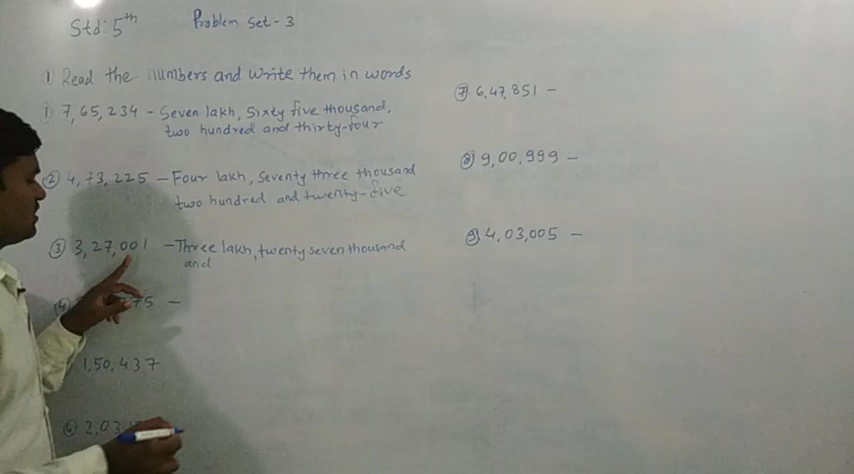 Std: 5th Problem Set - 3
1) Read the numbers and write them in words
1) 7,65,234 - Seven lakh, Sixty five thousand,
two hundred and thirty-four
2) 4,73,225 - Four lakh, Seventy three thousand
two hundred and twenty-five
3) 3,27,001 - Three lakh, twenty seven thousand
and
275 -
1,50,437
6) 2,03
7) 6,47,851 -
8) 9,00,999 -
9) 4,03,005 -